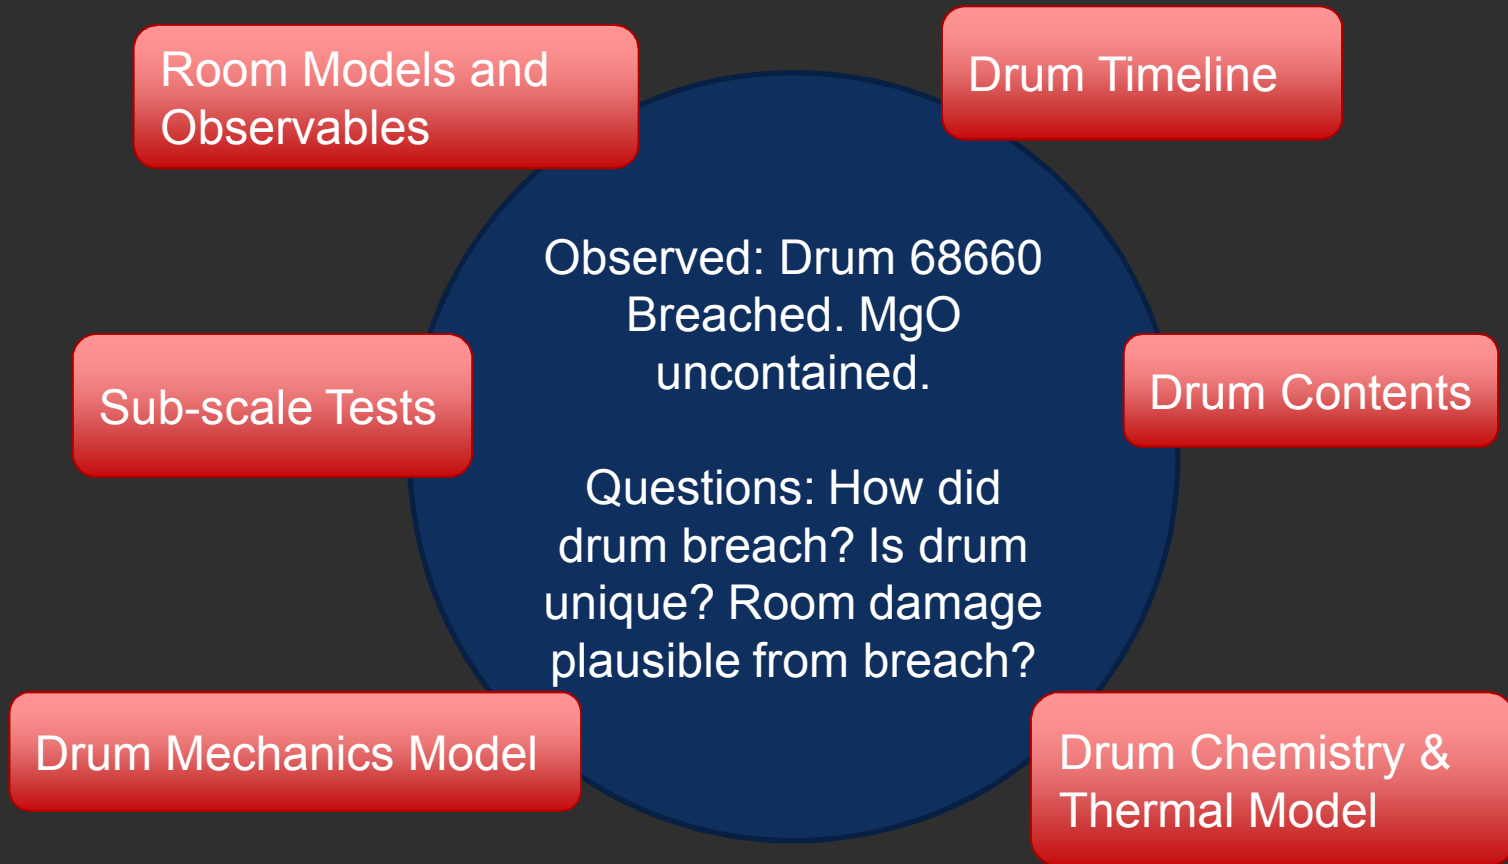 Room Models and
Observables
Drum Timeline
Observed: Drum 68660
Breached. MgO
uncontained.
Sub-scale Tests
Drum Contents
Questions: How did
drum breach? Is drum
unique? Room damage
plausible from breach?
Drum Mechanics Model
Drum Chemistry &
Thermal Model